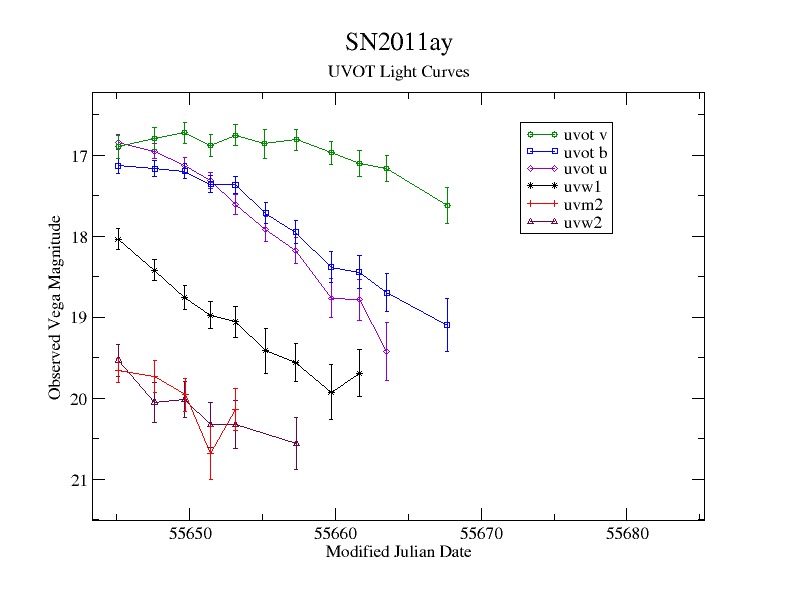 SN2011ay
UVOT Light Curves
uvot v
uvot b
uvot u
uvw1
uvm2
uvw2
Observed Vega Magnitude
17
18
19
20
21
55650 55660 55670 55680
Modified Julian Date